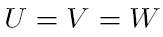 U = V = W